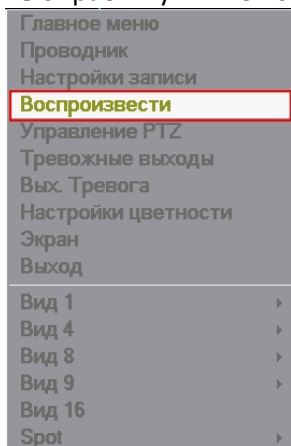 Главное меню
Проводник
Настройки записи
Воспроизвести
Управление PTZ
Тревожные выходы
Вых. Тревога
Настройки цветности
Экран
Выход
Вид 1
Вид 4
Вид 8
Вид 9
Вид 16
Spot